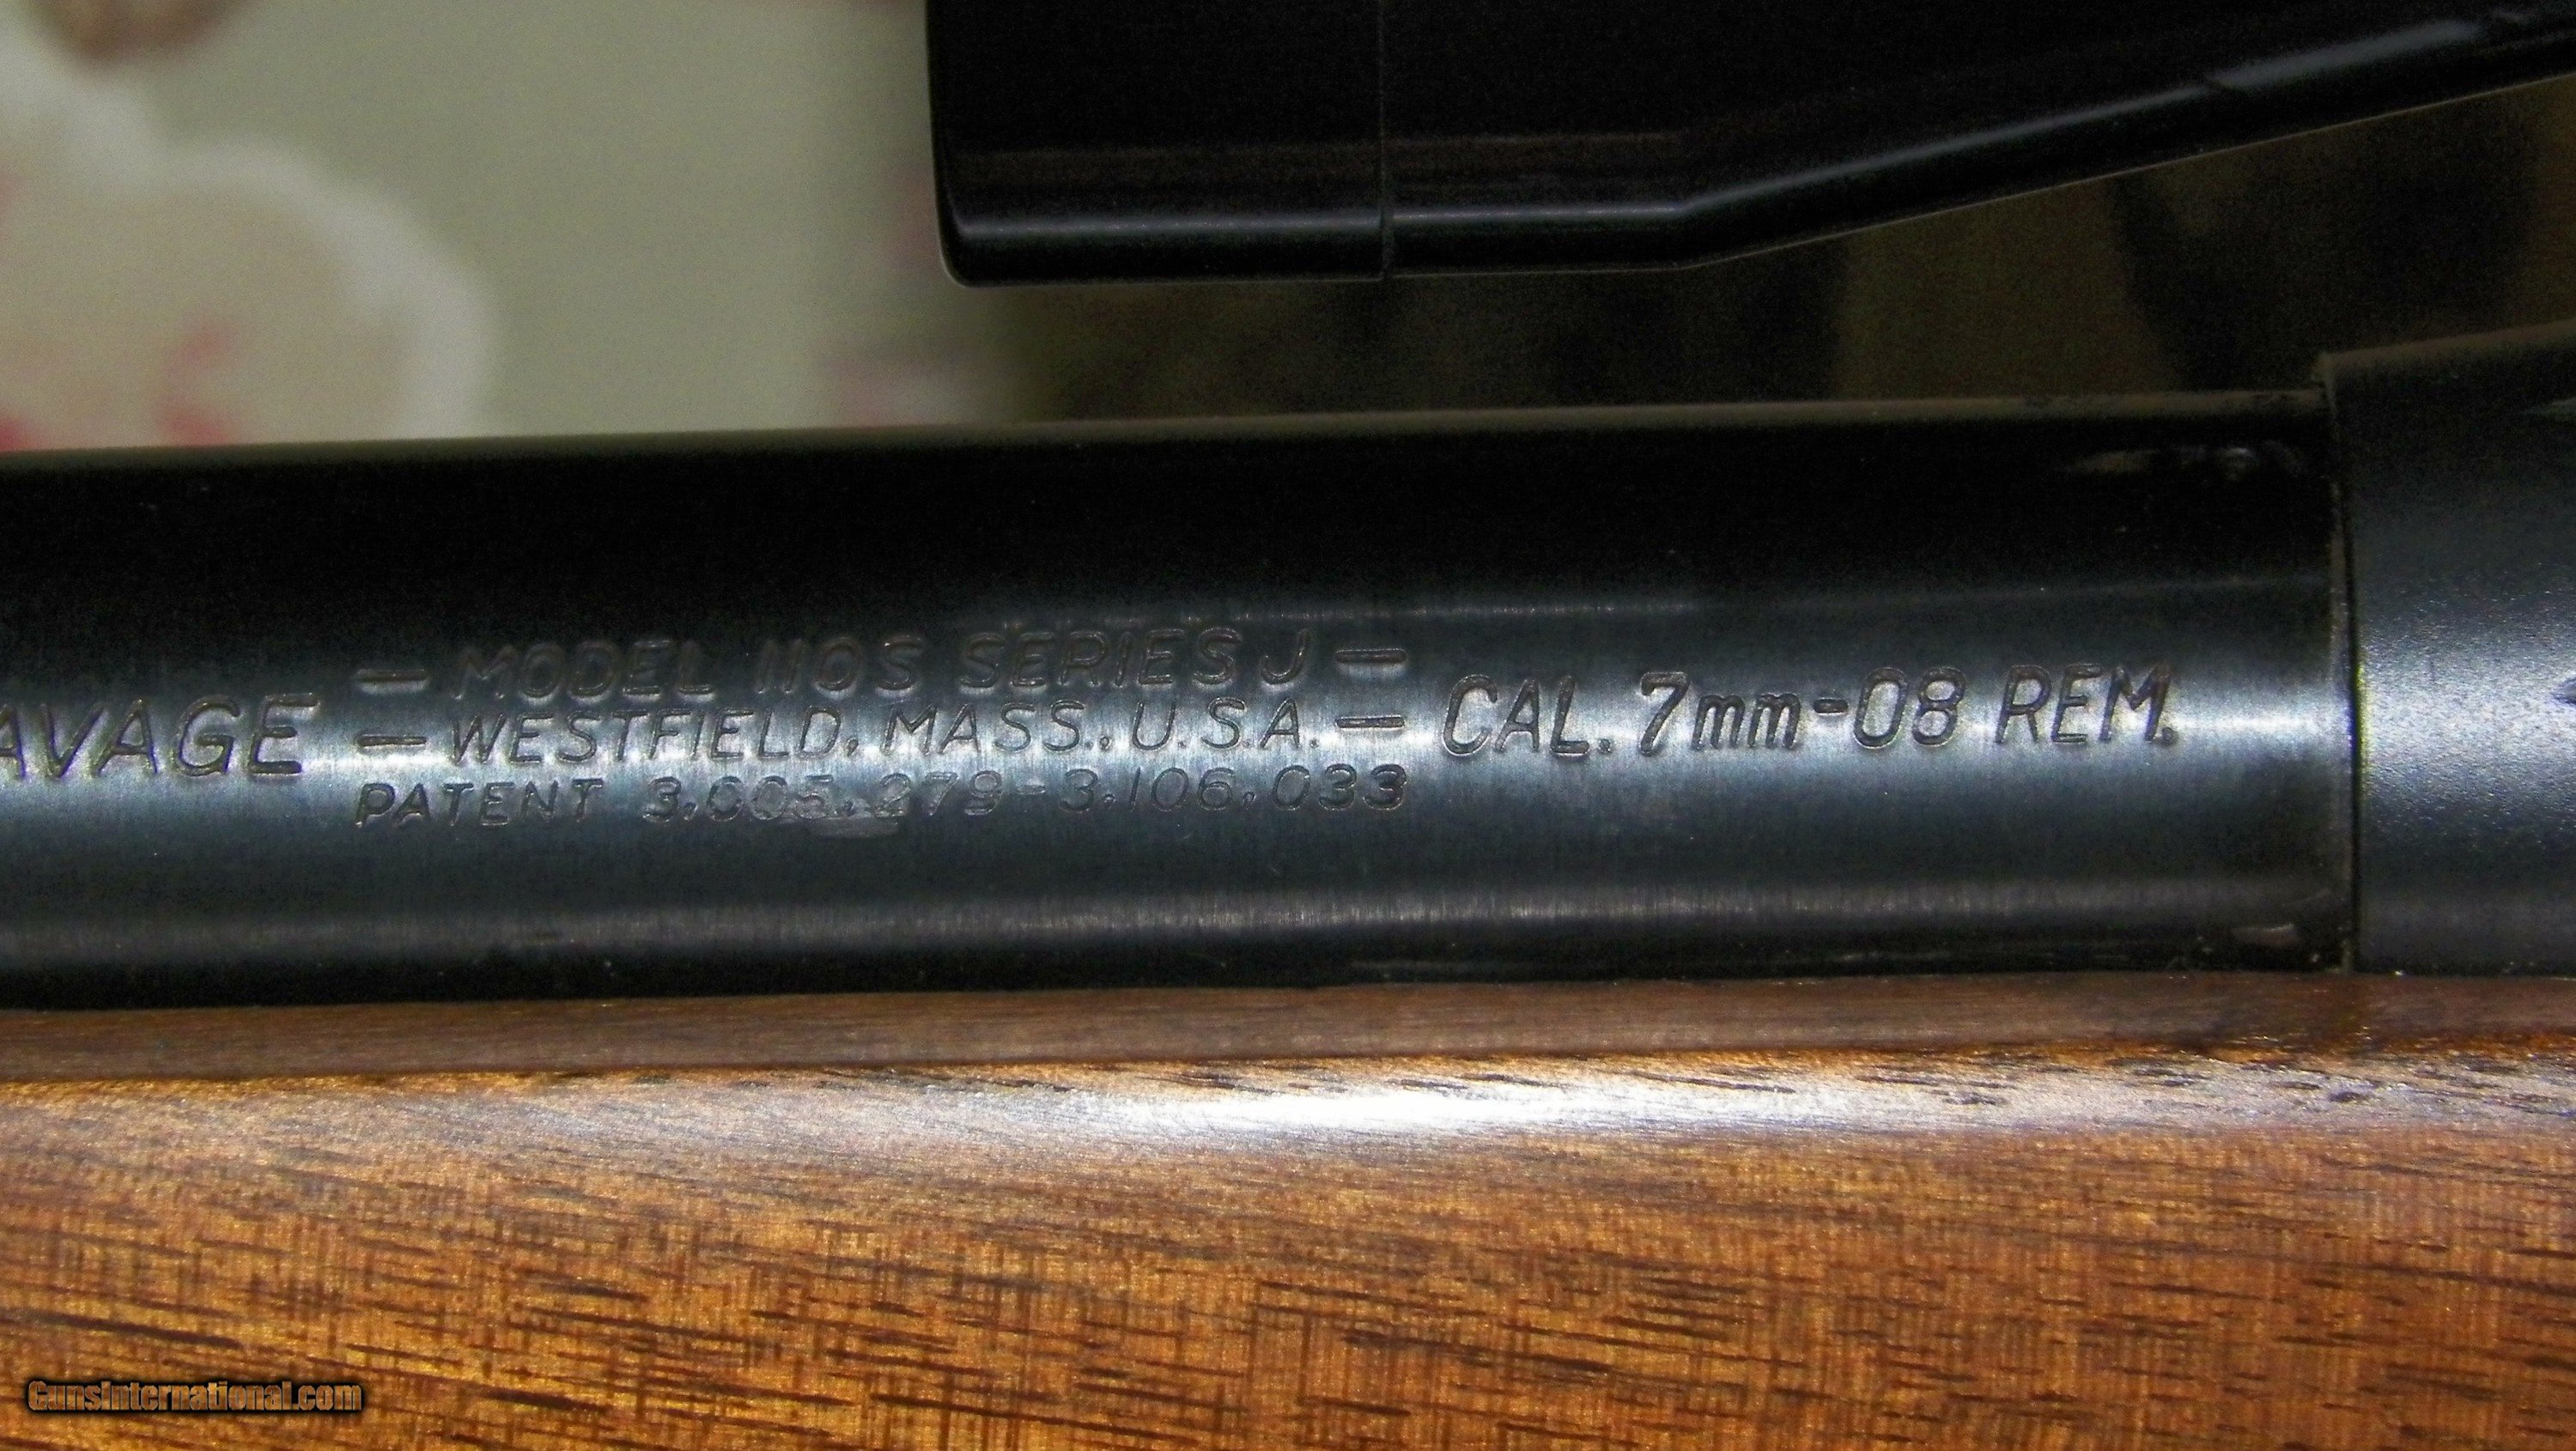 AVAGE
— MODEL 110S SERIES J —
— WESTFIELD, MASS., U.S.A. —
PATENT 3,005,279-3,106,033
CAL. 7mm-08 REM.
GunsInternational.com